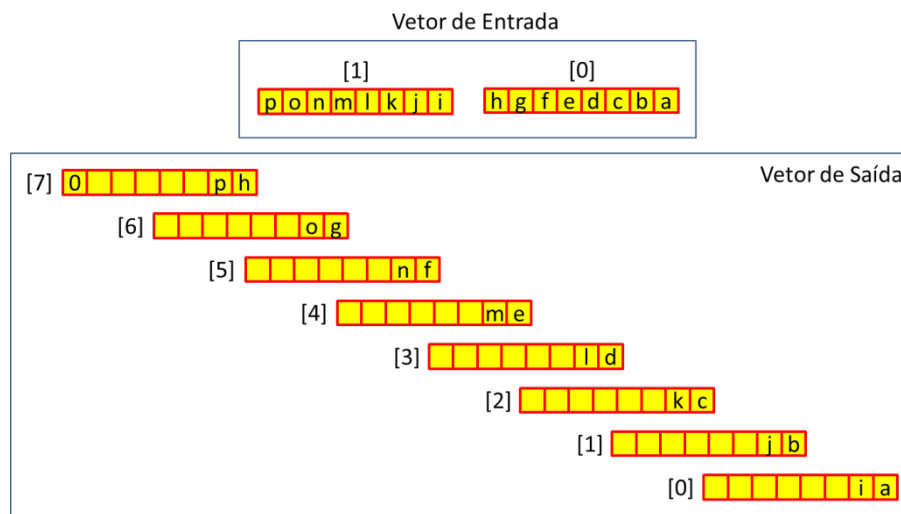 Vetor de Entrada
[1] [0]
p o n m l k j i h g f e d c b a
Vetor de Saída
[7] 0 p h
[6] o g
[5] n f
[4] m e
[3] l d
[2] k c
[1] j b
[0] i a